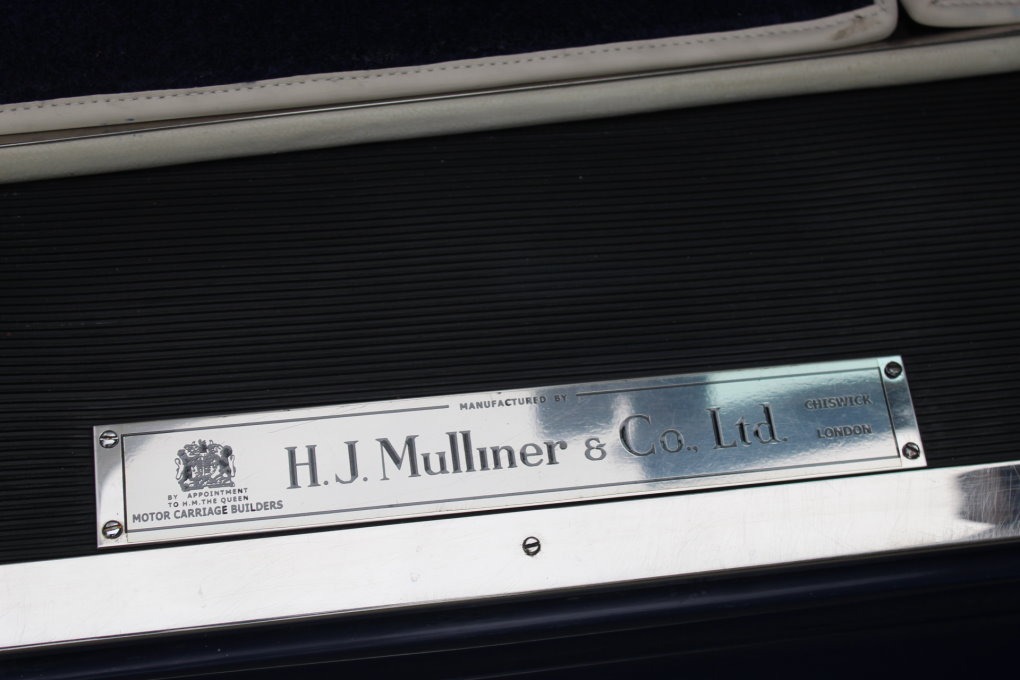 MANUFACTURED BY
H.J. Mulliner & Co., Ltd.
CHISWICK
LONDON
BY APPOINTMENT
TO H.M. THE QUEEN
MOTOR CARRIAGE BUILDERS